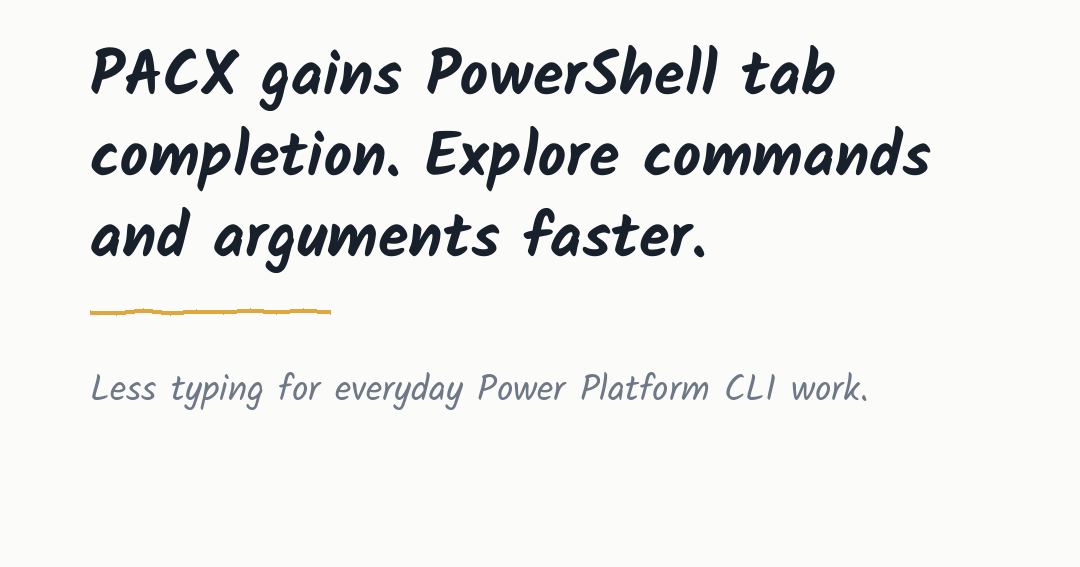 PACX gains PowerShell tab
completion. Explore commands
and arguments faster.
Less typing for everyday Power Platform CLI work.